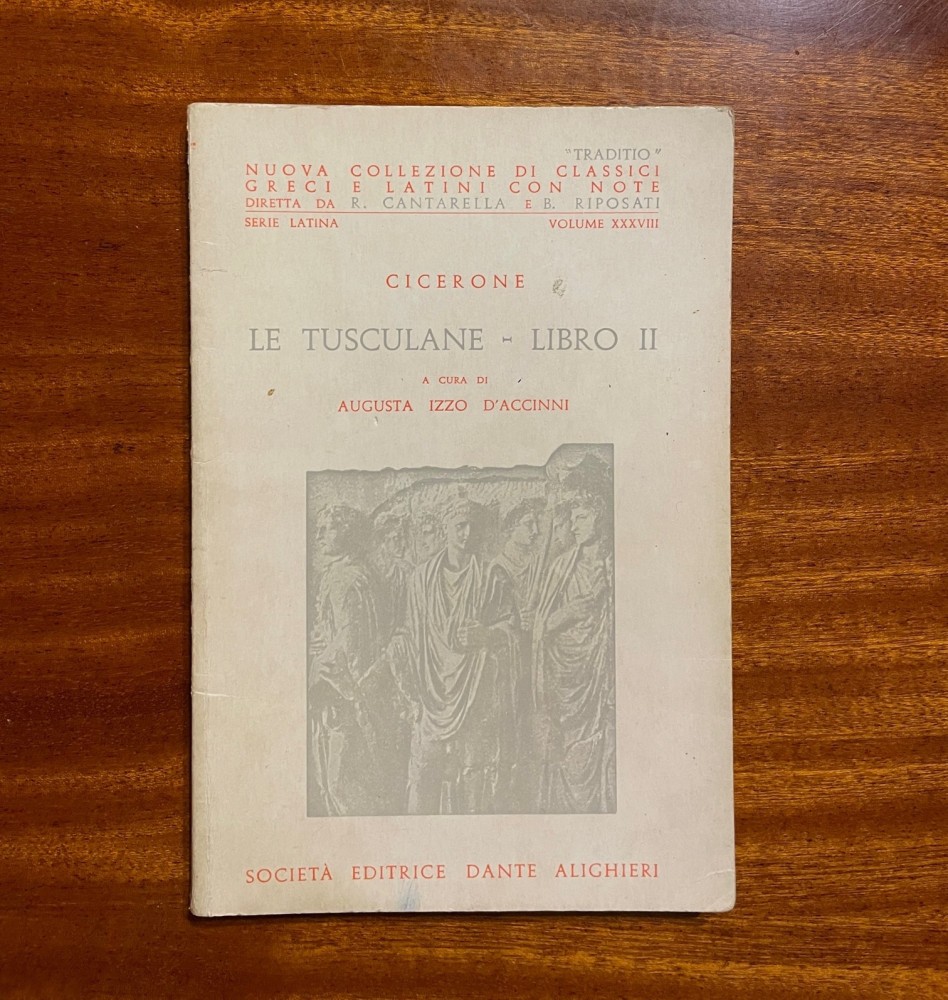 "TRADITIO"
NUOVA COLLEZIONE DI CLASSICI
GRECI E LATINI CON NOTE
DIRETTA DA R. CANTARELLA E B. RIPOSATI
SERIE LATINA VOLUME XXXVIII
CICERONE
LE TUSCULANE - LIBRO II
A CURA DI
AUGUSTA IZZO D'ACCINNI
SOCIETÀ EDITRICE DANTE ALIGHIERI